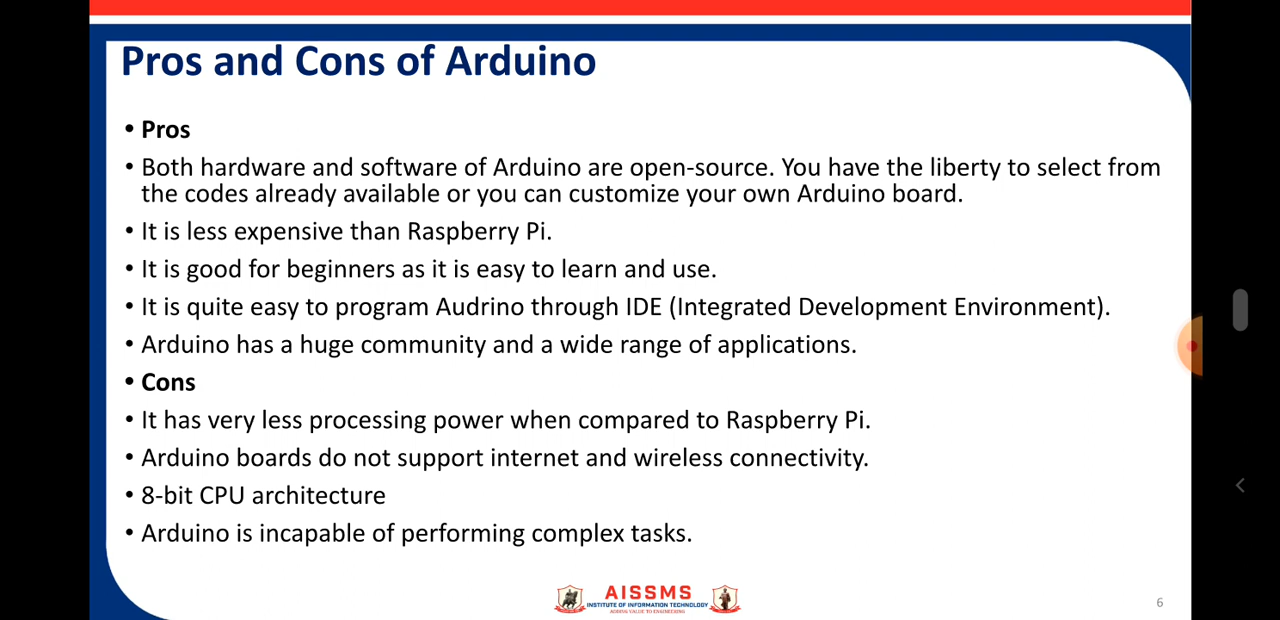 Pros and Cons of Arduino
• Pros
• Both hardware and software of Arduino are open-source. You have the liberty to select from
the codes already available or you can customize your own Arduino board.
• It is less expensive than Raspberry Pi.
• It is good for beginners as it is easy to learn and use.
• It is quite easy to program Audrino through IDE (Integrated Development Environment).
• Arduino has a huge community and a wide range of applications.
• Cons
• It has very less processing power when compared to Raspberry Pi.
• Arduino boards do not support internet and wireless connectivity.
• 8-bit CPU architecture
• Arduino is incapable of performing complex tasks.
AISSMS
INSTITUTE OF INFORMATION TECHNOLOGY
ADDING VALUE TO ENGINEERING
6